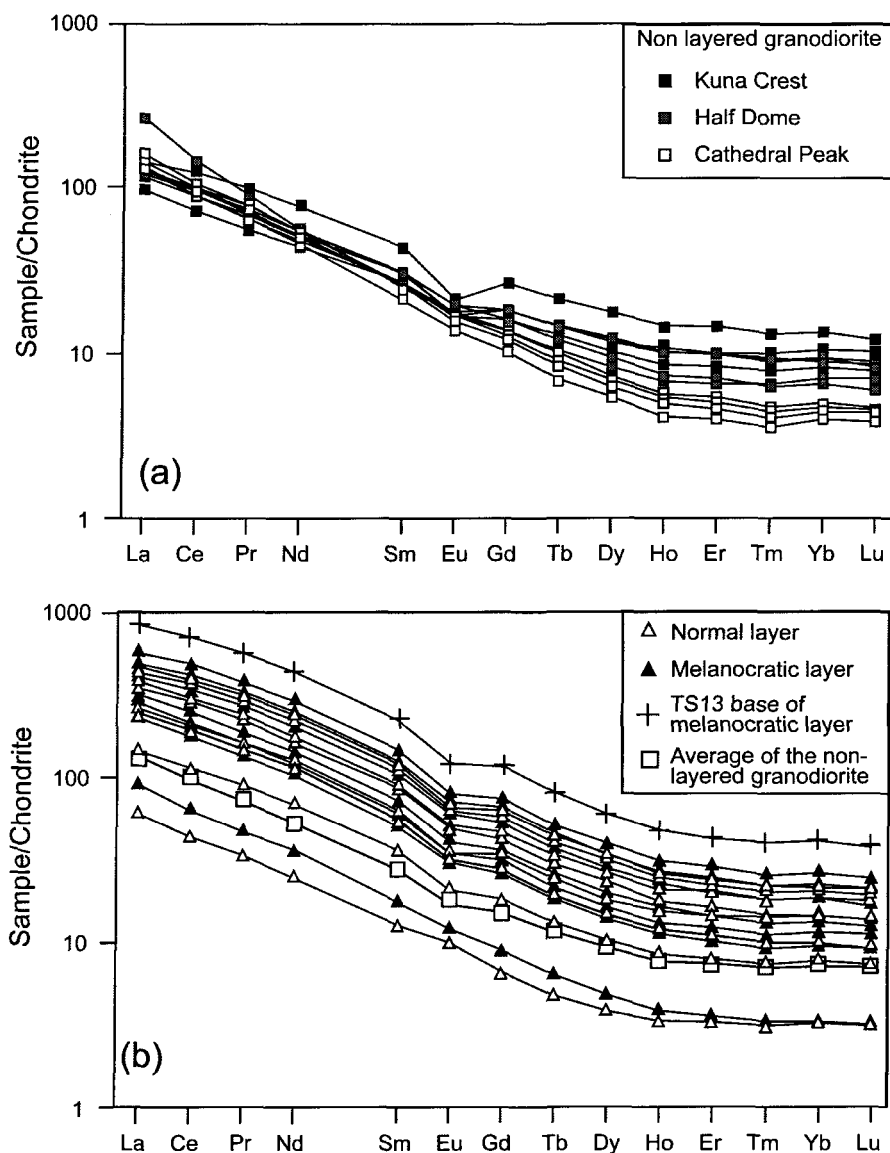 1000
Non layered granodiorite
Kuna Crest
Half Dome
Cathedral Peak
100
Sample/Chondrite
10
(a)
1
La Ce Pr Nd Sm Eu Gd Tb Dy Ho Er Tm Yb Lu
1000
Normal layer
Melanocratic layer
TS13 base of
melanocratic layer
Average of the non-
layered granodiorite
100
Sample/Chondrite
10
(b)
1
La Ce Pr Nd Sm Eu Gd Tb Dy Ho Er Tm Yb Lu